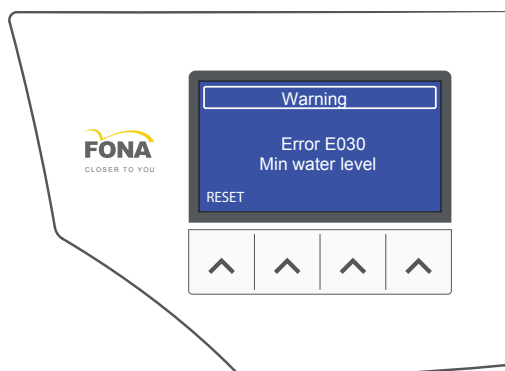 FONA
CLOSER TO YOU
Warning
Error E030
Min water level
RESET